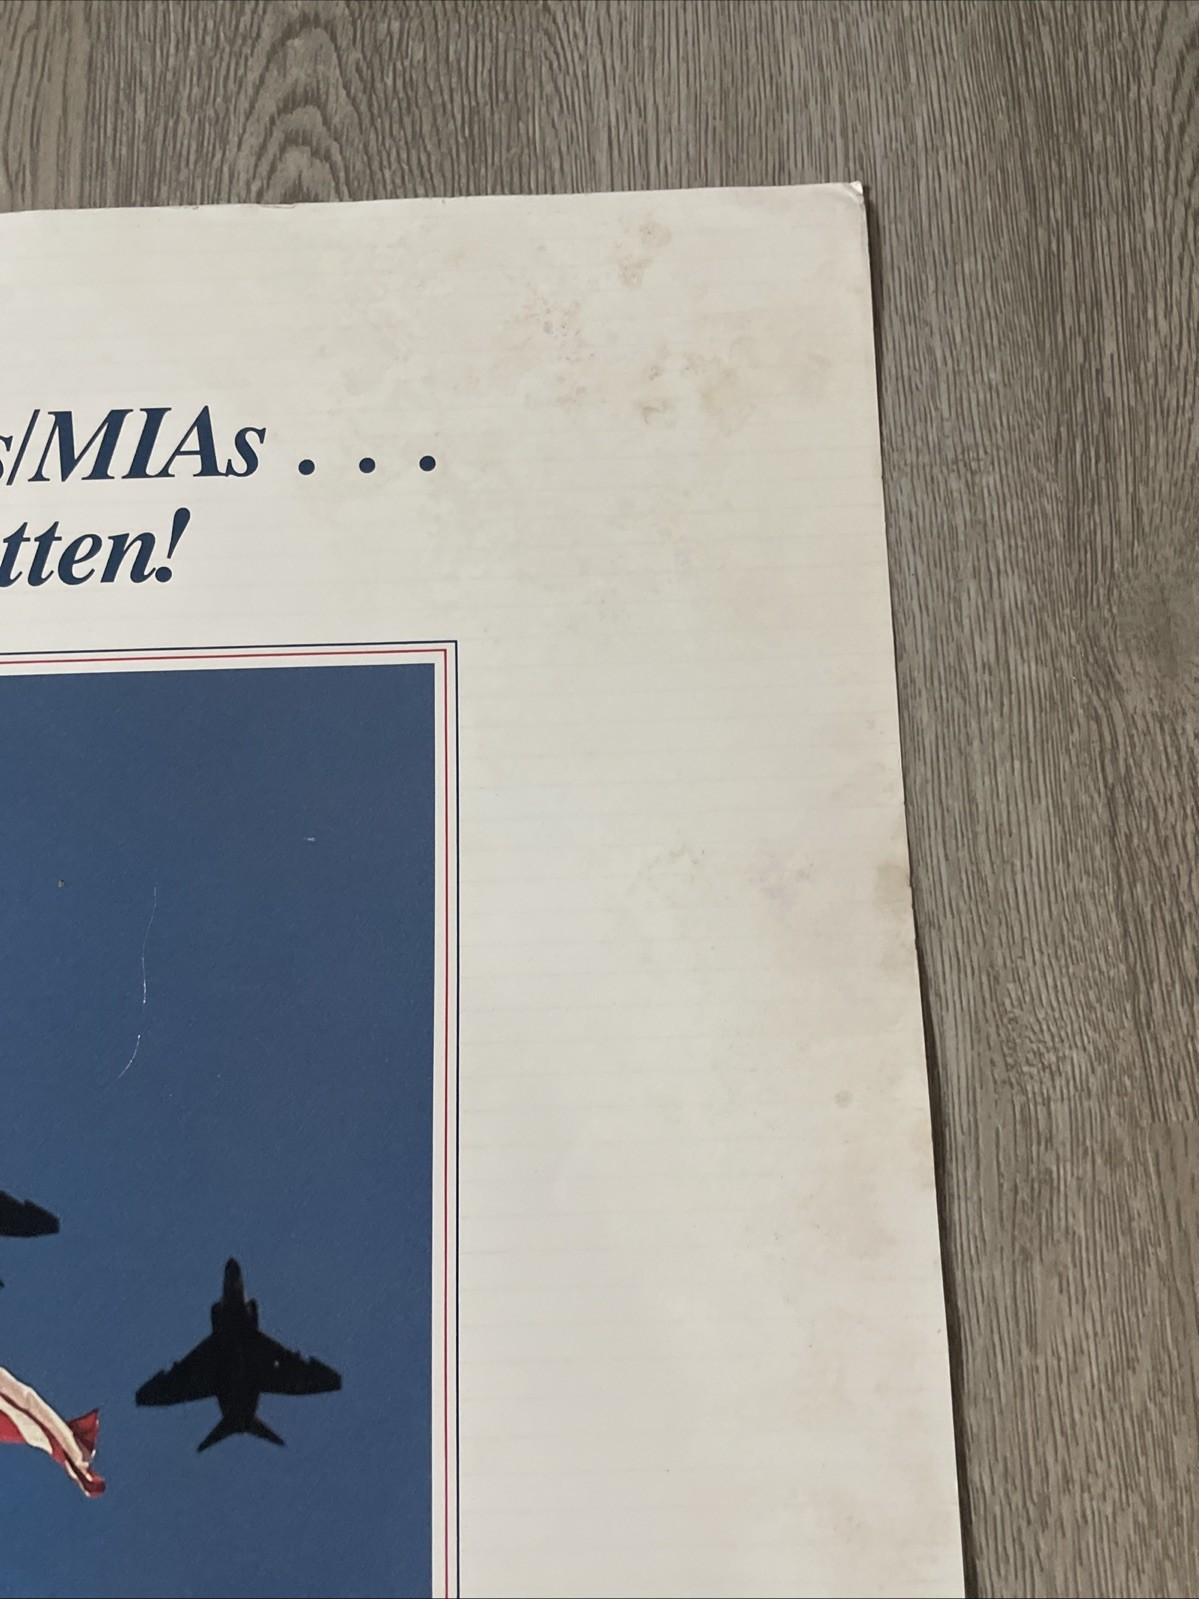 s/MIAs . . .
tten!